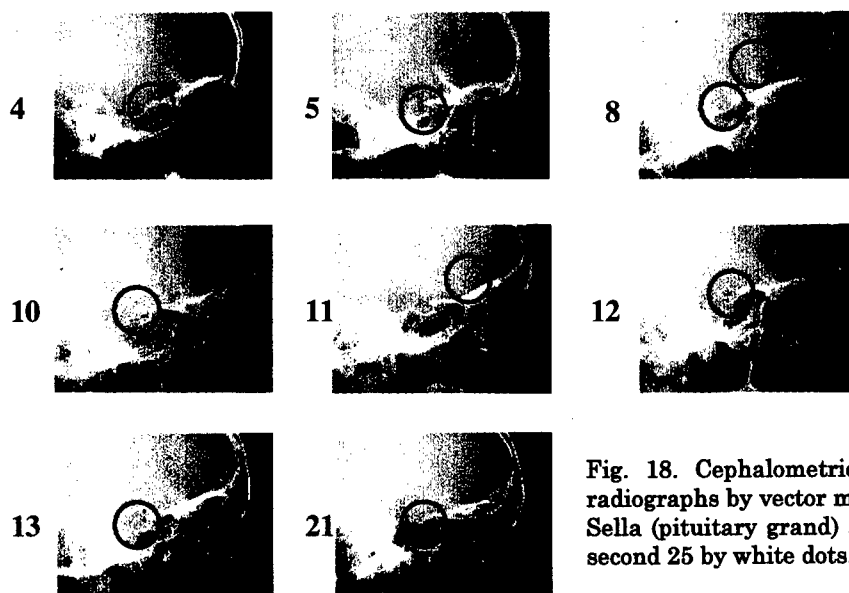 4
5
8
10
11
12
13
21
Fig. 18. Cephalometric
radiographs by vector m
Sella (pituitary grand)
second 25 by white dots.